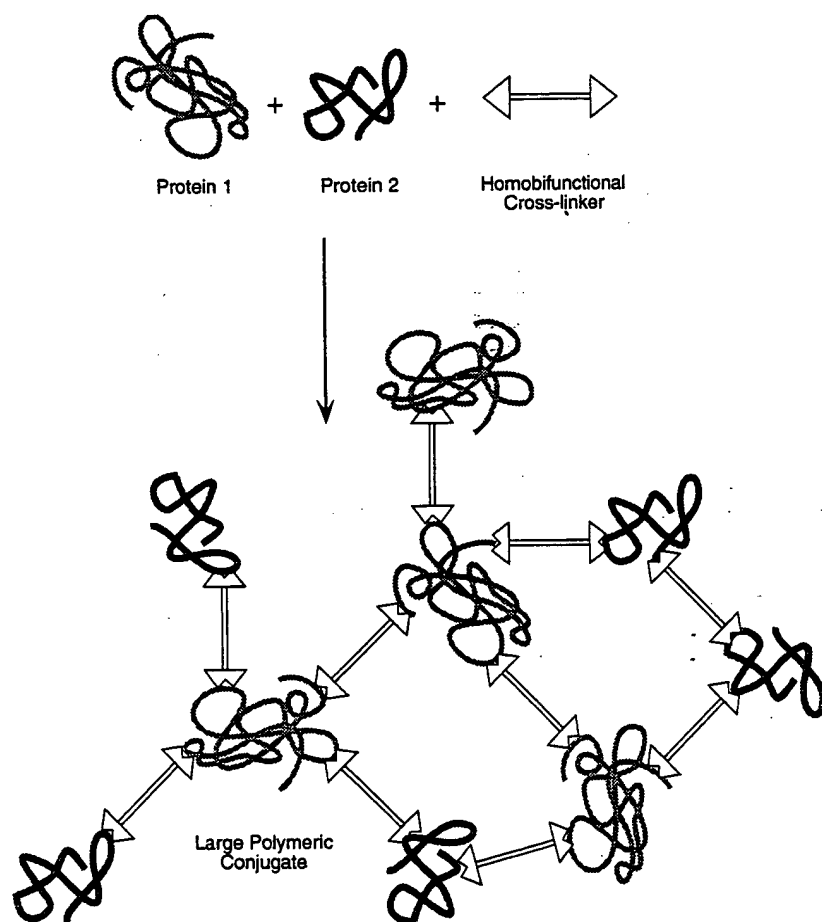 + +
Protein 1 Protein 2 Homobifunctional
Cross-linker
Large Polymeric
Conjugate